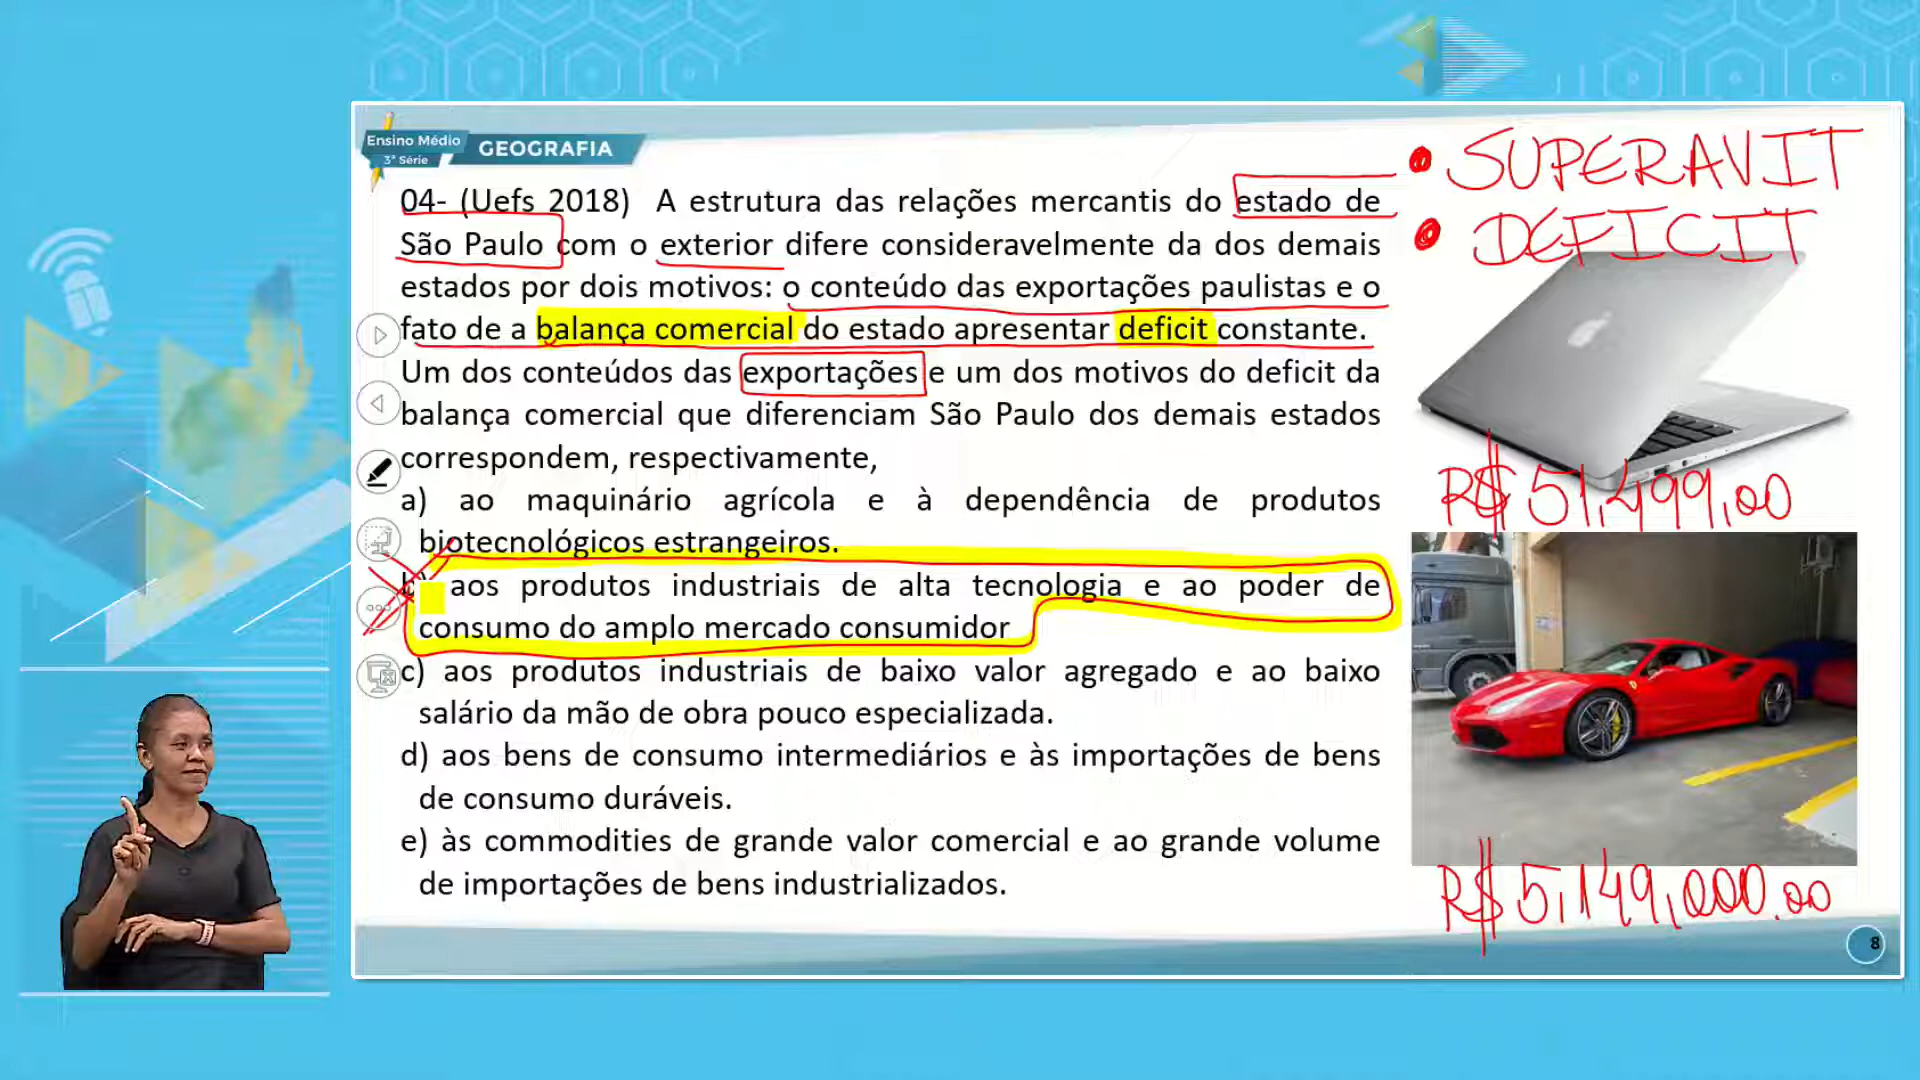 Ensino Médio
3ª Série
GEOGRAFIA
04- (Uefs 2018) A estrutura das relações mercantis do estado de
São Paulo com o exterior difere consideravelmente da dos demais
estados por dois motivos: o conteúdo das exportações paulistas e o
fato de a balança comercial do estado apresentar deficit constante.
Um dos conteúdos das exportações e um dos motivos do deficit da
balança comercial que diferenciam São Paulo dos demais estados
correspondem, respectivamente,
a) ao maquinário agrícola e à dependência de produtos
biotecnológicos estrangeiros.
b) aos produtos industriais de alta tecnologia e ao poder de
consumo do amplo mercado consumidor
c) aos produtos industriais de baixo valor agregado e ao baixo
salário da mão de obra pouco especializada.
d) aos bens de consumo intermediários e às importações de bens
de consumo duráveis.
e) às commodities de grande valor comercial e ao grande volume
de importações de bens industrializados.
• SUPERAVIT
• DEFICIT
R$ 51.499,00
R$ 5.149,000.00
8